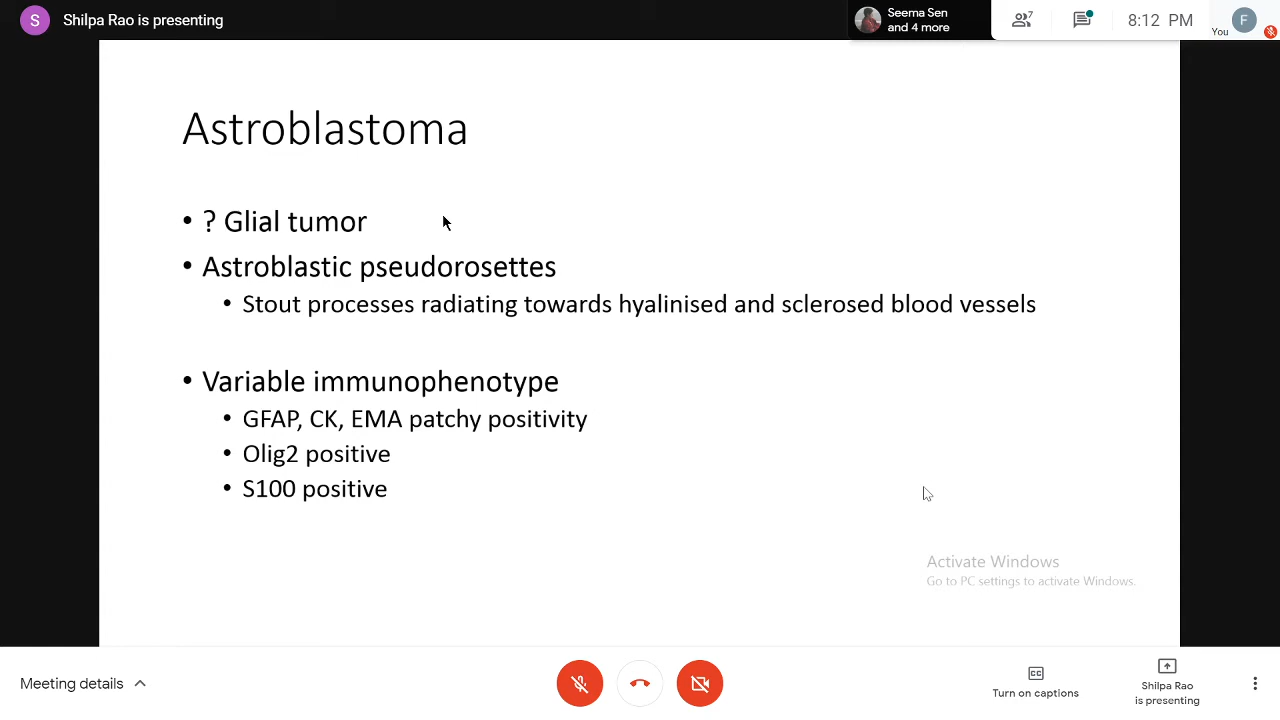 S Shilpa Rao is presenting
Seema Sen
and 4 more
7
8:12 PM
You
F
Astroblastoma
• ? Glial tumor
• Astroblastic pseudorosettes
• Stout processes radiating towards hyalinised and sclerosed blood vessels
• Variable immunophenotype
• GFAP, CK, EMA patchy positivity
• Olig2 positive
• S100 positive
Activate Windows
Go to PC settings to activate Windows.
Meeting details
CC
Turn on captions
Shilpa Rao
is presenting